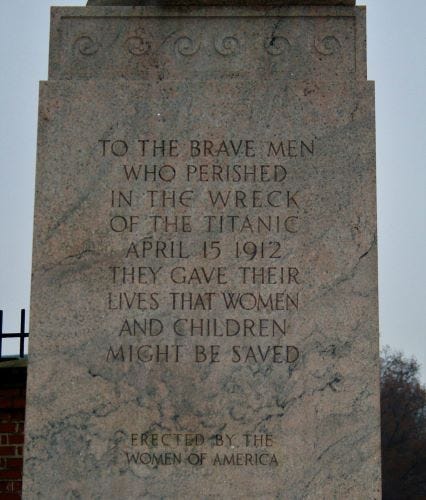 TO THE BRAVE MEN
WHO PERISHED
IN THE WRECK
OF THE TITANIC
APRIL 15 1912
THEY GAVE THEIR
LIVES THAT WOMEN
AND CHILDREN
MIGHT BE SAVED
ERECTED BY THE
WOMEN OF AMERICA